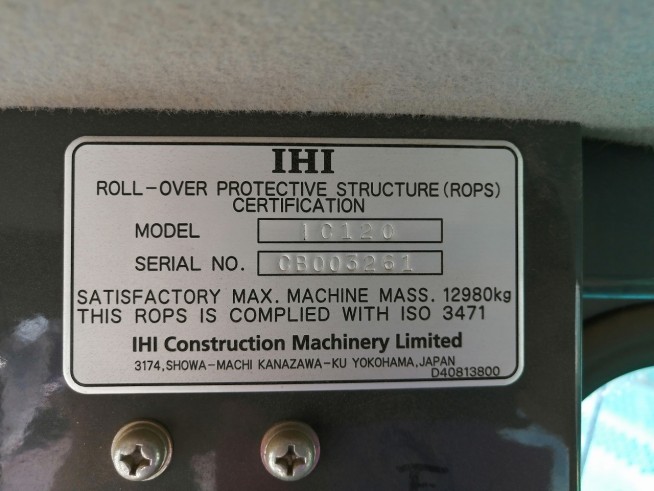 IHI
ROLL-OVER PROTECTIVE STRUCTURE (ROPS)
CERTIFICATION
MODEL IC120
SERIAL NO. CB003261
SATISFACTORY MAX. MACHINE MASS. 12980kg
THIS ROPS IS COMPLIED WITH ISO 3471
IHI Construction Machinery Limited
3174,SHOWA-MACHI KANAZAWA-KU YOKOHAMA,JAPAN
D40813800